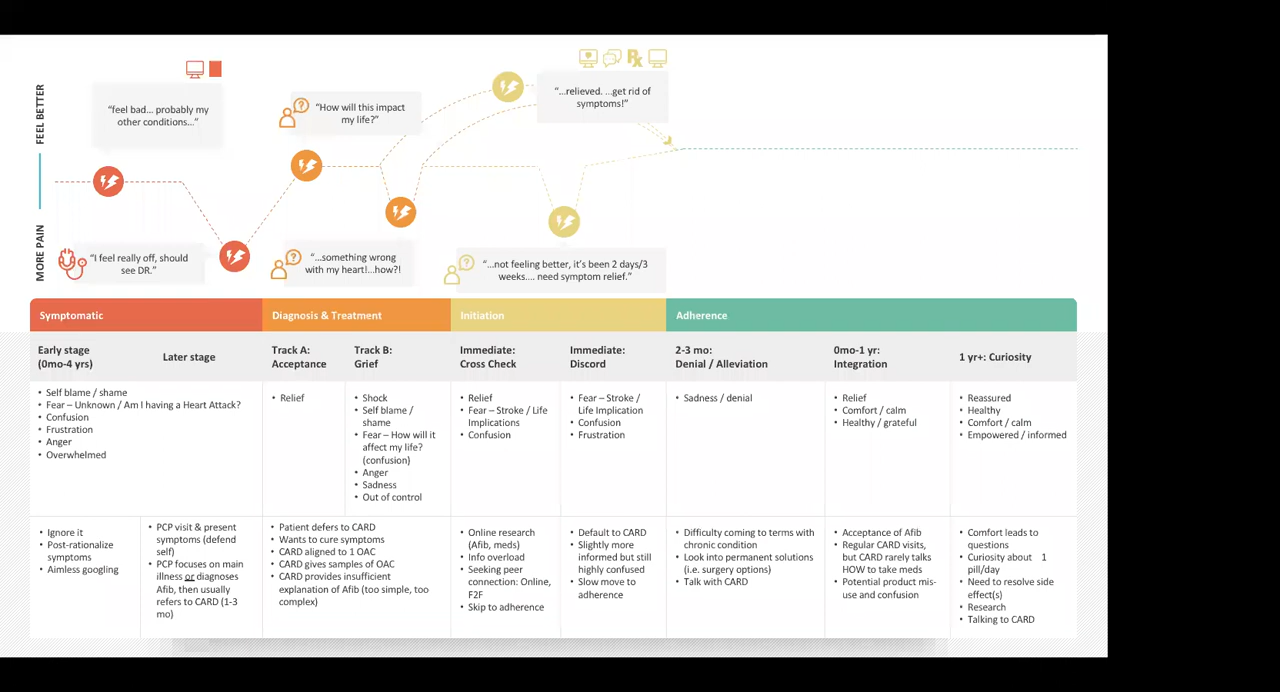 FEEL BETTER
MORE PAIN
“feel bad... probably my
other conditions...”
“How will this impact
my life?”
“...relieved. ...get rid of
symptoms!”
“I feel really off, should
see DR.”
“...something wrong
with my heart!...how?!
“...not feeling better, it’s been 2 days/3
weeks.... need symptom relief.”
Symptomatic
Diagnosis & Treatment
Initiation
Adherence
Early stage
(0mo-4 yrs)
Later stage
Track A:
Acceptance
Track B:
Grief
Immediate:
Cross Check
Immediate:
Discord
2-3 mo:
Denial / Alleviation
0mo-1 yr:
Integration
1 yr+: Curiosity
• Self blame / shame
• Fear – Unknown / Am I having a Heart Attack?
• Confusion
• Frustration
• Anger
• Overwhelmed
• Relief
• Shock
• Self blame /
shame
• Fear – How will it
affect my life?
(confusion)
• Anger
• Sadness
• Out of control
• Relief
• Fear – Stroke / Life
Implications
• Confusion
• Fear – Stroke /
Life Implication
• Confusion
• Frustration
• Sadness / denial
• Relief
• Comfort / calm
• Healthy / grateful
• Reassured
• Healthy
• Comfort / calm
• Empowered / informed
• Ignore it
• Post-rationalize
symptoms
• Aimless googling
• PCP visit & present
symptoms (defend
self)
• PCP focuses on main
illness or diagnoses
Afib, then usually
refers to CARD (1-3
mo)
• Patient defers to CARD
• Wants to cure symptoms
• CARD aligned to 1 OAC
• CARD gives samples of OAC
• CARD provides insufficient
explanation of Afib (too simple, too
complex)
• Online research
(Afib, meds)
• Info overload
• Seeking peer
connection: Online,
F2F
• Skip to adherence
• Default to CARD
• Slightly more
informed but still
highly confused
• Slow move to
adherence
• Difficulty coming to terms with
chronic condition
• Look into permanent solutions
(i.e. surgery options)
• Talk with CARD
• Acceptance of Afib
• Regular CARD visits,
but CARD rarely talks
HOW to take meds
• Potential product mis-
use and confusion
• Comfort leads to
questions
• Curiosity about 1
pill/day
• Need to resolve side
effect(s)
• Research
• Talking to CARD